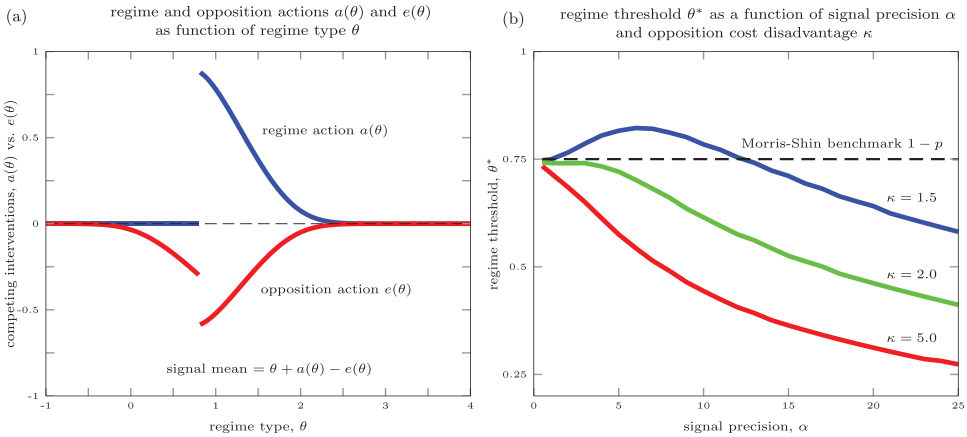 (a)
regime and opposition actions a(θ) and e(θ)
as function of regime type θ
competing interventions, a(θ) vs. e(θ)
1
0.5
0
-0.5
-1
regime action a(θ)
opposition action e(θ)
signal mean = θ + a(θ) − e(θ)
-1
0
1
2
3
4
regime type, θ
(b)
regime threshold θ* as a function of signal precision α
and opposition cost disadvantage κ
regime threshold, θ*
1
0.75
0.5
0.25
Morris-Shin benchmark 1 − p
κ = 1.5
κ = 2.0
κ = 5.0
0
5
10
15
20
25
signal precision, α